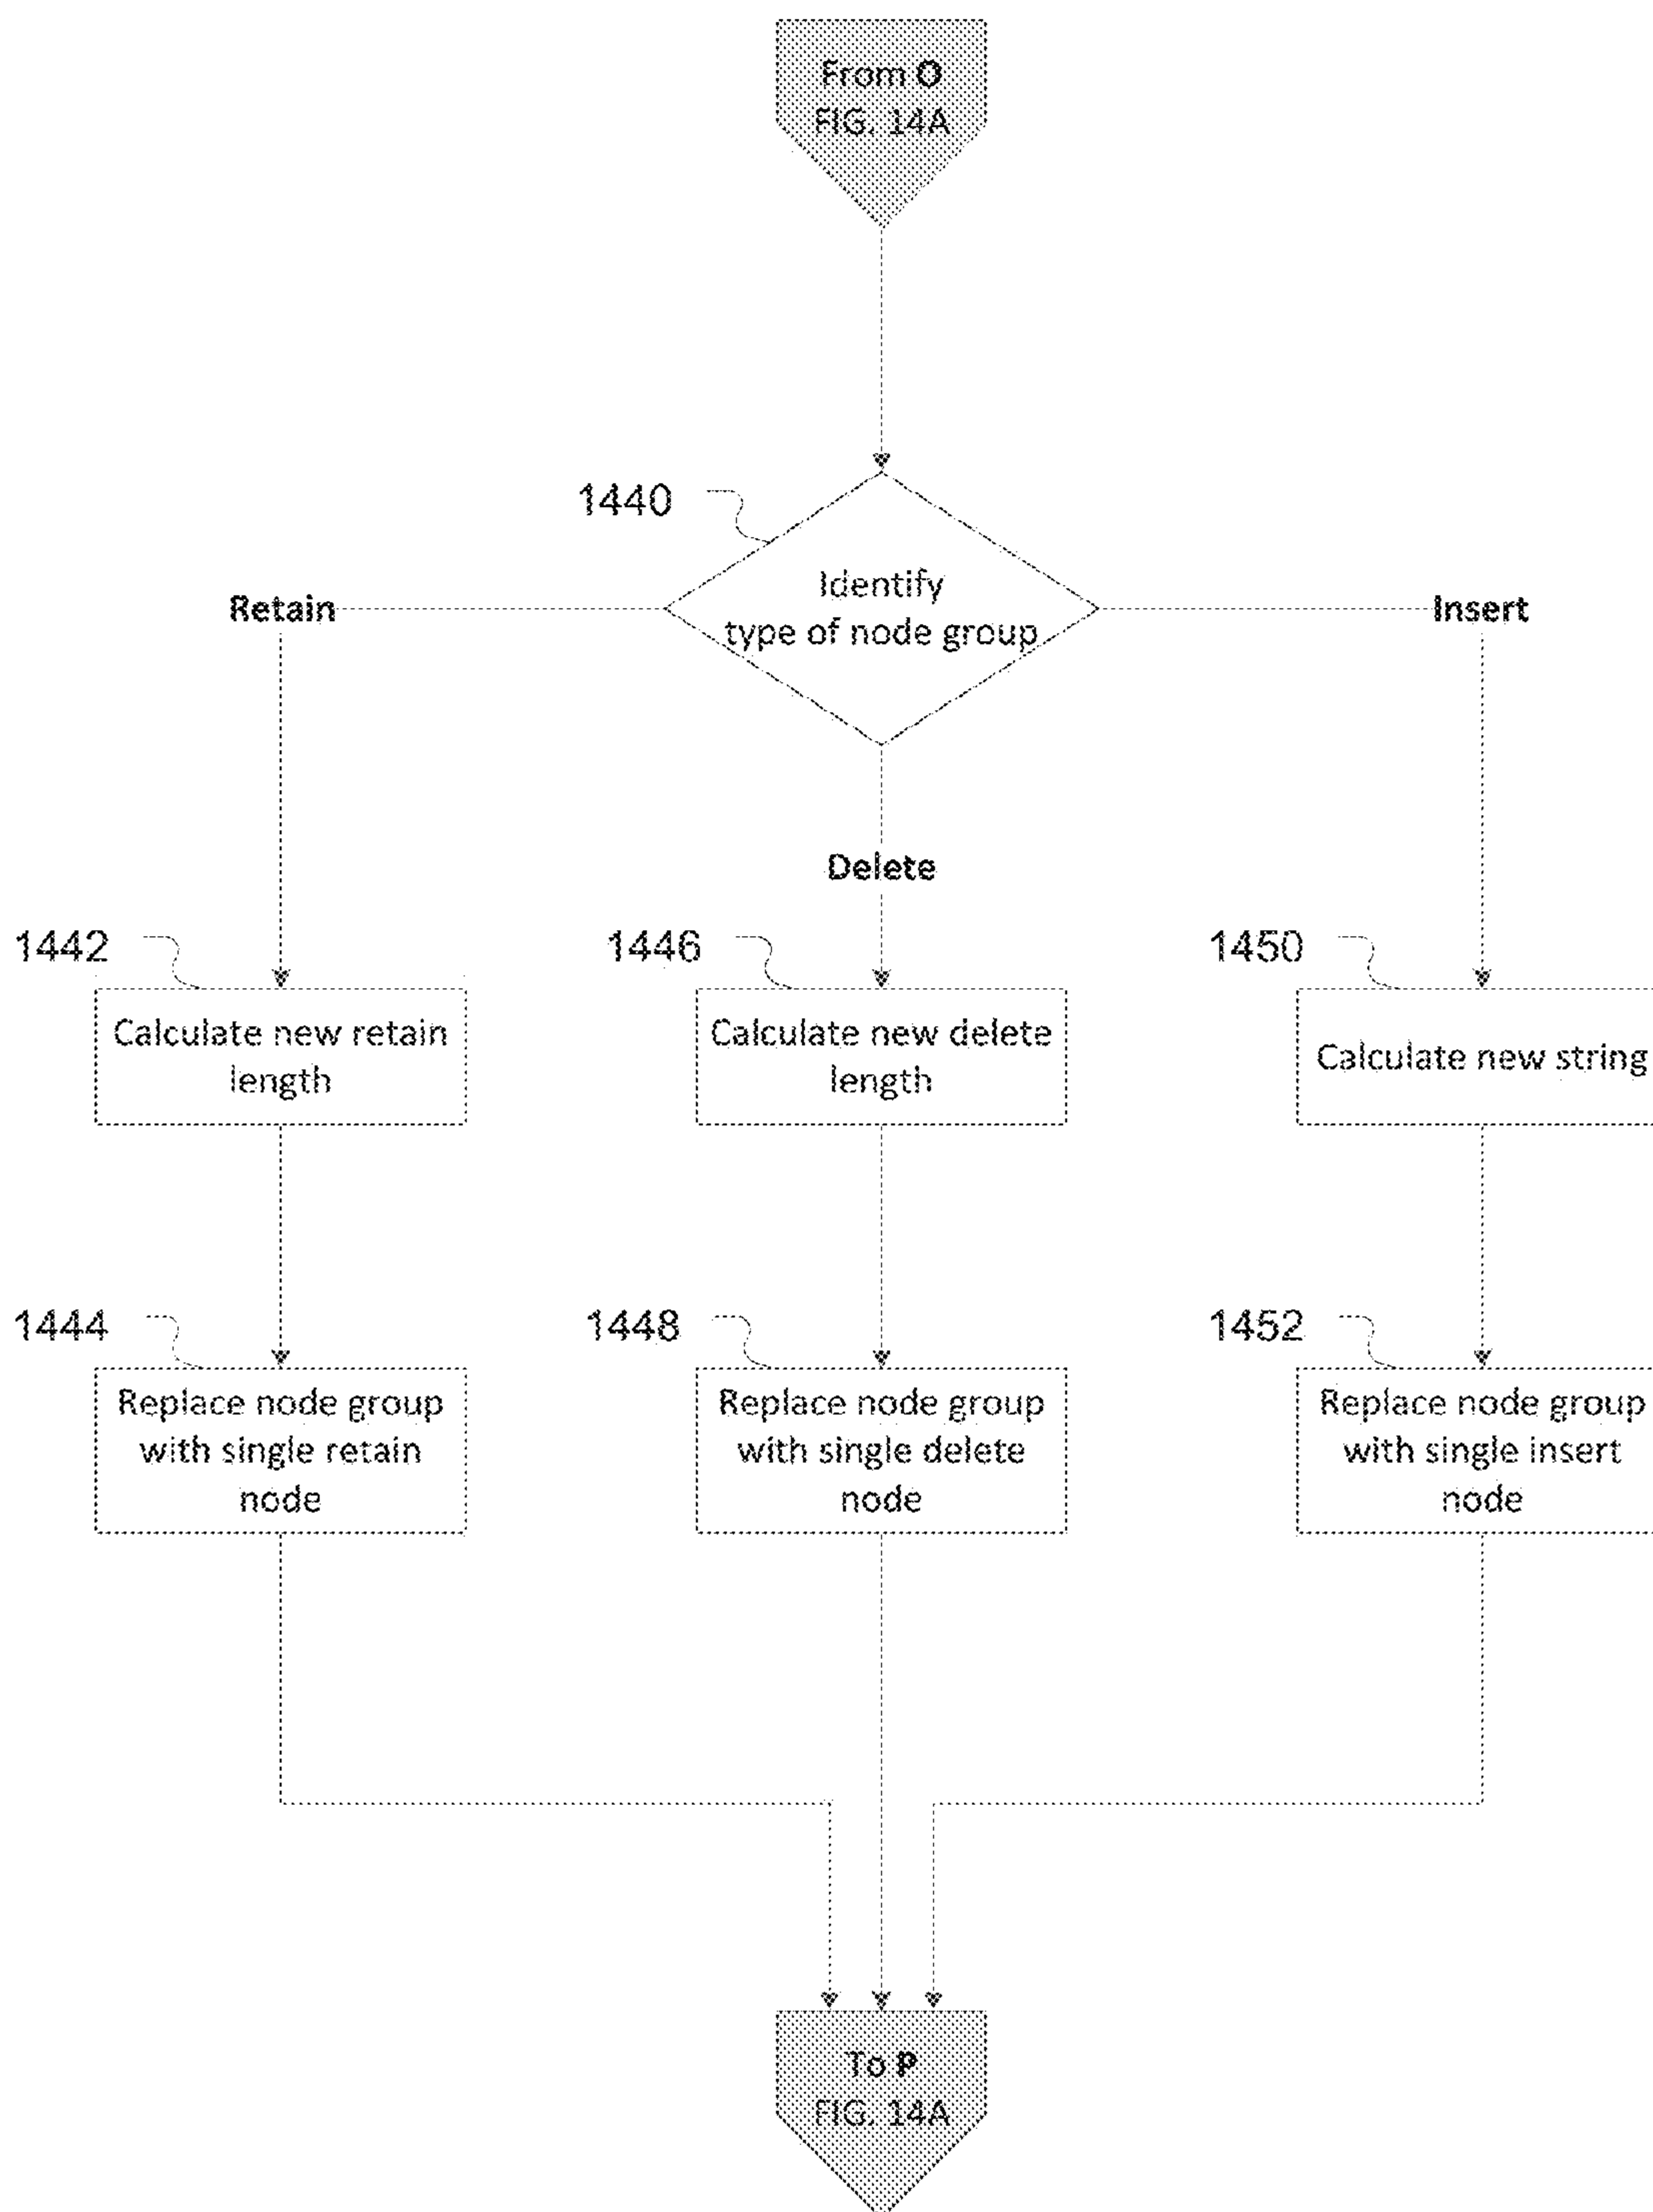 From O
FIG. 14A
1440
Identify
type of node group
Retain
Insert
Delete
1442
1446
1450
Calculate new retain
length
Calculate new delete
length
Calculate new string
1444
1448
1452
Replace node group
with single retain
node
Replace node group
with single delete
node
Replace node group
with single insert
node
To P
FIG. 14A